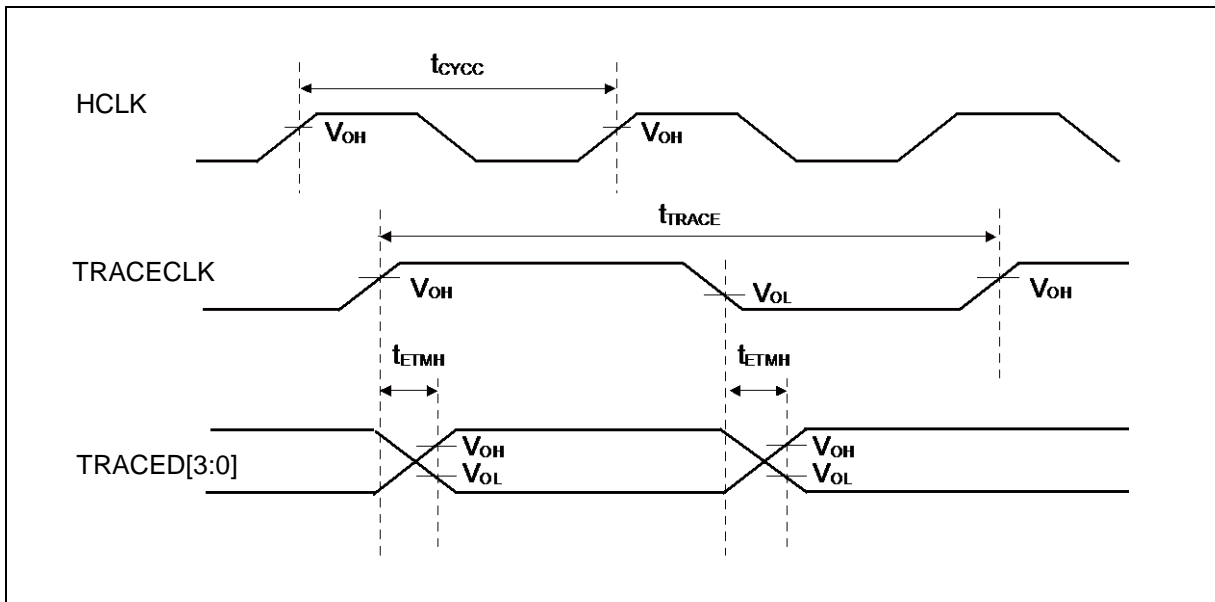 tCYCC
HCLK
VOH
VOH
tTRACE
TRACECLK
VOH
VOL
VOH
tETMH
tETMH
TRACED[3:0]
VOH
VOL
VOH
VOL